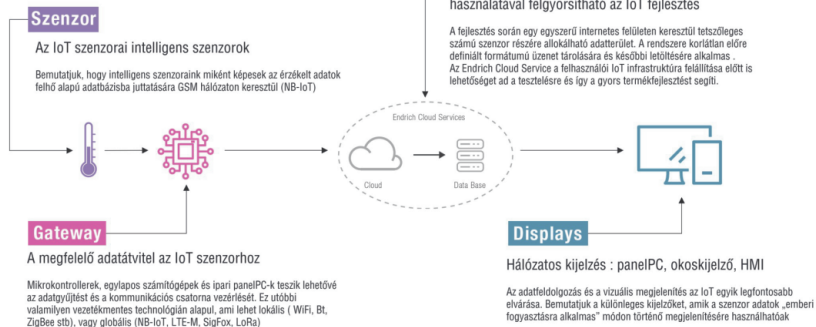 használatával felgyorsítható az IoT fejlesztés
Szenzor
Az IoT szenzorai intelligens szenzorok
Bemutatjuk, hogy intelligens szenzoraink miként képesek az érzékelt adatok
felhő alapú adatbázisba juttatására GSM hálózaton keresztül (NB-IoT)
A fejlesztés során egy egyszerű internetes felületen keresztül tetszőleges
számú szenzor részére allokálható adatterület. A rendszere korlátlan előre
definiált formátumú üzenet tárolására és későbbi letöltésére alkalmas .
Az Endrich Cloud Service a felhasználói IoT infrastruktúra felállítása előtt is
lehetőséget ad a tesztelésre és így a gyors termékfejlesztést segíti.
Endrich Cloud Services
Cloud
Data Base
Gateway
A megfelelő adatátvitel az IoT szenzorhoz
Mikrokontrollerek, egylapos számítógépek és ipari panelPC-k teszik lehetővé
az adatgyűjtést és a kommunikációs csatorna vezérlését. Ez utóbbi
valamilyen vezetékmentes technológián alapul, ami lehet lokális ( WiFi, Bt,
ZigBee stb), vagy globális (NB-IoT, LTE-M, SigFox, LoRa)
Displays
Hálózatos kijelzés : panelPC, okoskijelző, HMI
Az adatfeldolgozás és a vizuális megjelenítés az IoT egyik legfontosabb
elvárása. Bemutatjuk a különleges kijelzőket, amik a szenzor adatok „emberi
fogyasztásra alkalmas” módon történő megjelenítésére használhatóak